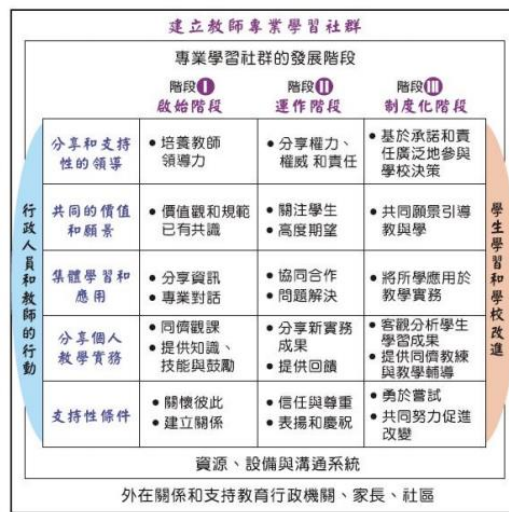 建立教師專業學習社群
專業學習社群的發展階段
階段I
啟始階段
階段II
運作階段
階段III
制度化階段
行政人員和教師的行動
分享和支持
性的領導
• 培養教師
領導力
• 分享權力、
權威 和責任
• 基於承諾和責
任廣泛地參與
學校決策
共同的價值
和願景
• 價值觀和規範
已有共識
• 關注學生
• 高度期望
• 共同願景引導
教與學
集體學習和
應用
• 分享資訊
• 專業對話
• 協同合作
• 問題解決
• 將所學應用於
教學實務
分享個人
教學實務
• 同儕觀課
• 提供知識、
技能與鼓勵
• 分享新實務
成果
• 提供回饋
• 客觀分析學生
學習成果
• 提供同儕教練
與教學輔導
支持性條件
• 關懷彼此
• 建立關係
• 信任與尊重
• 表揚和慶祝
• 勇於嘗試
• 共同努力促進
改變
學生學習和學校改進
資源、設備與溝通系統
外在關係和支持教育行政機關、家長、社區